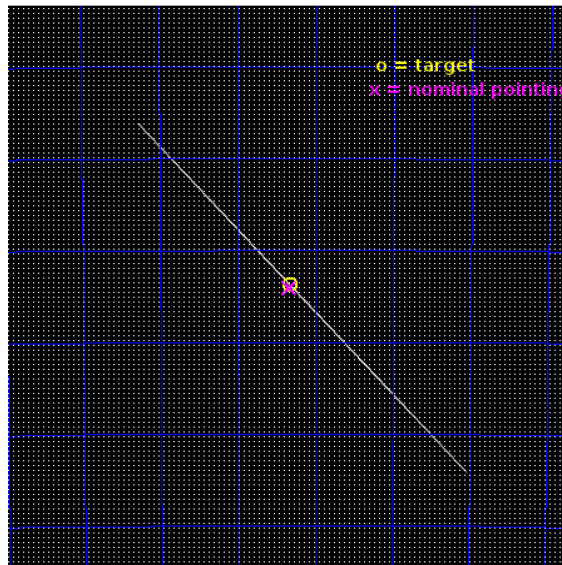 o = target
x = nominal pointing